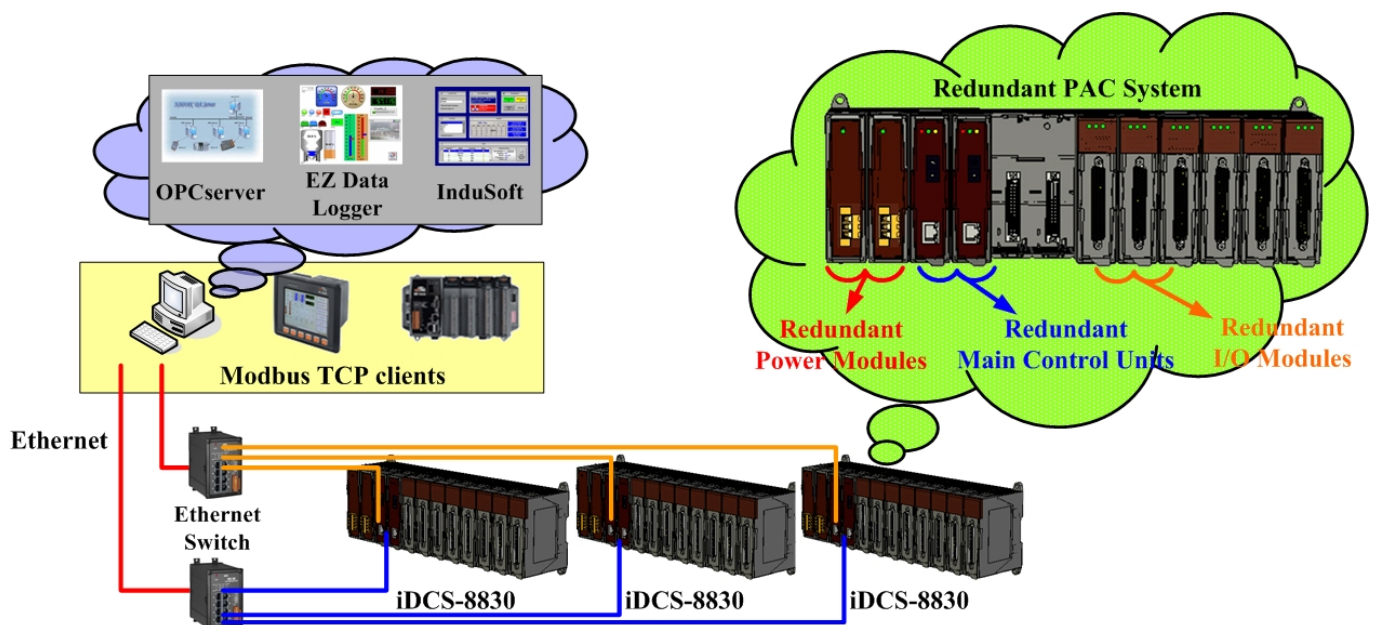 Redundant PAC System
OPCserver
EZ Data
Logger
InduSoft
Redundant
Power Modules
Redundant
Main Control Units
Redundant
I/O Modules
Modbus TCP clients
Ethernet
Ethernet
Switch
iDCS-8830
iDCS-8830
iDCS-8830